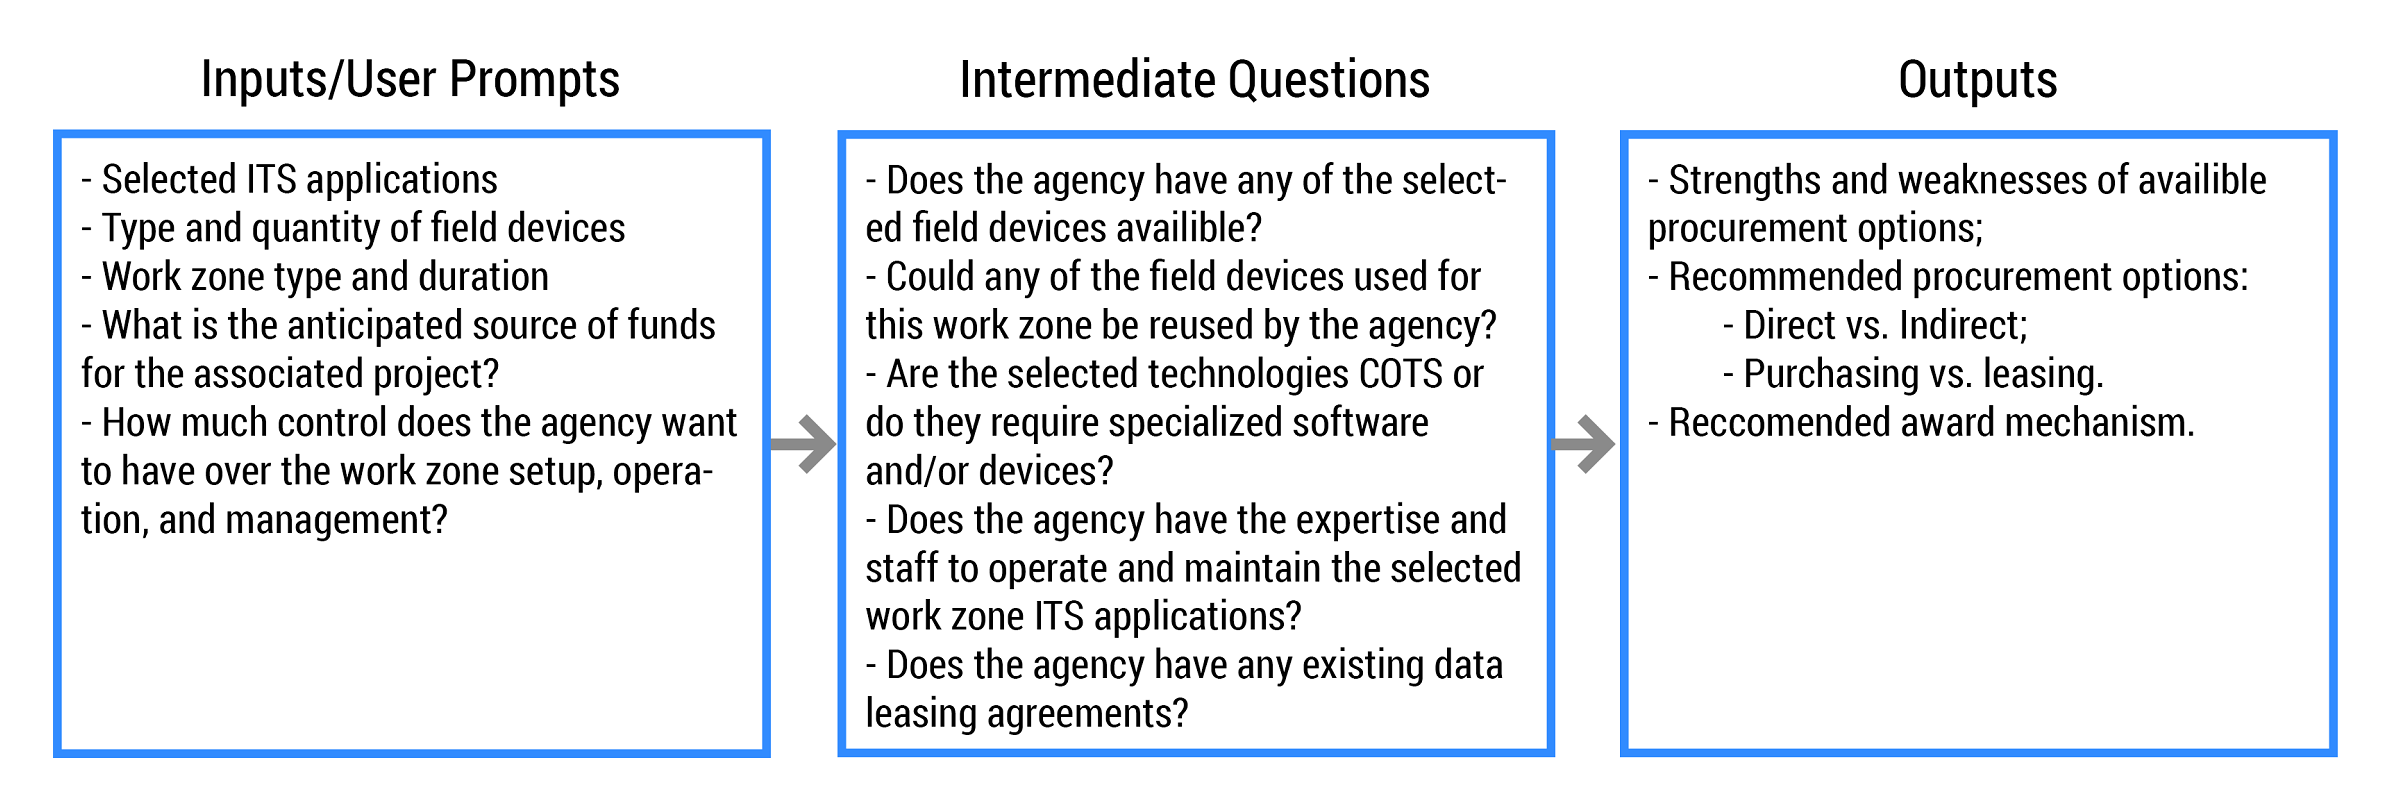 Inputs/User Prompts
- Selected ITS applications
- Type and quantity of field devices
- Work zone type and duration
- What is the anticipated source of funds
for the associated project?
- How much control does the agency want
to have over the work zone setup, opera-
tion, and management?
Intermediate Questions
- Does the agency have any of the select-
ed field devices availible?
- Could any of the field devices used for
this work zone be reused by the agency?
- Are the selected technologies COTS or
do they require specialized software
and/or devices?
- Does the agency have the expertise and
staff to operate and maintain the selected
work zone ITS applications?
- Does the agency have any existing data
leasing agreements?
Outputs
- Strengths and weaknesses of availible
procurement options;
- Recommended procurement options:
- Direct vs. Indirect;
- Purchasing vs. leasing.
- Reccomended award mechanism.